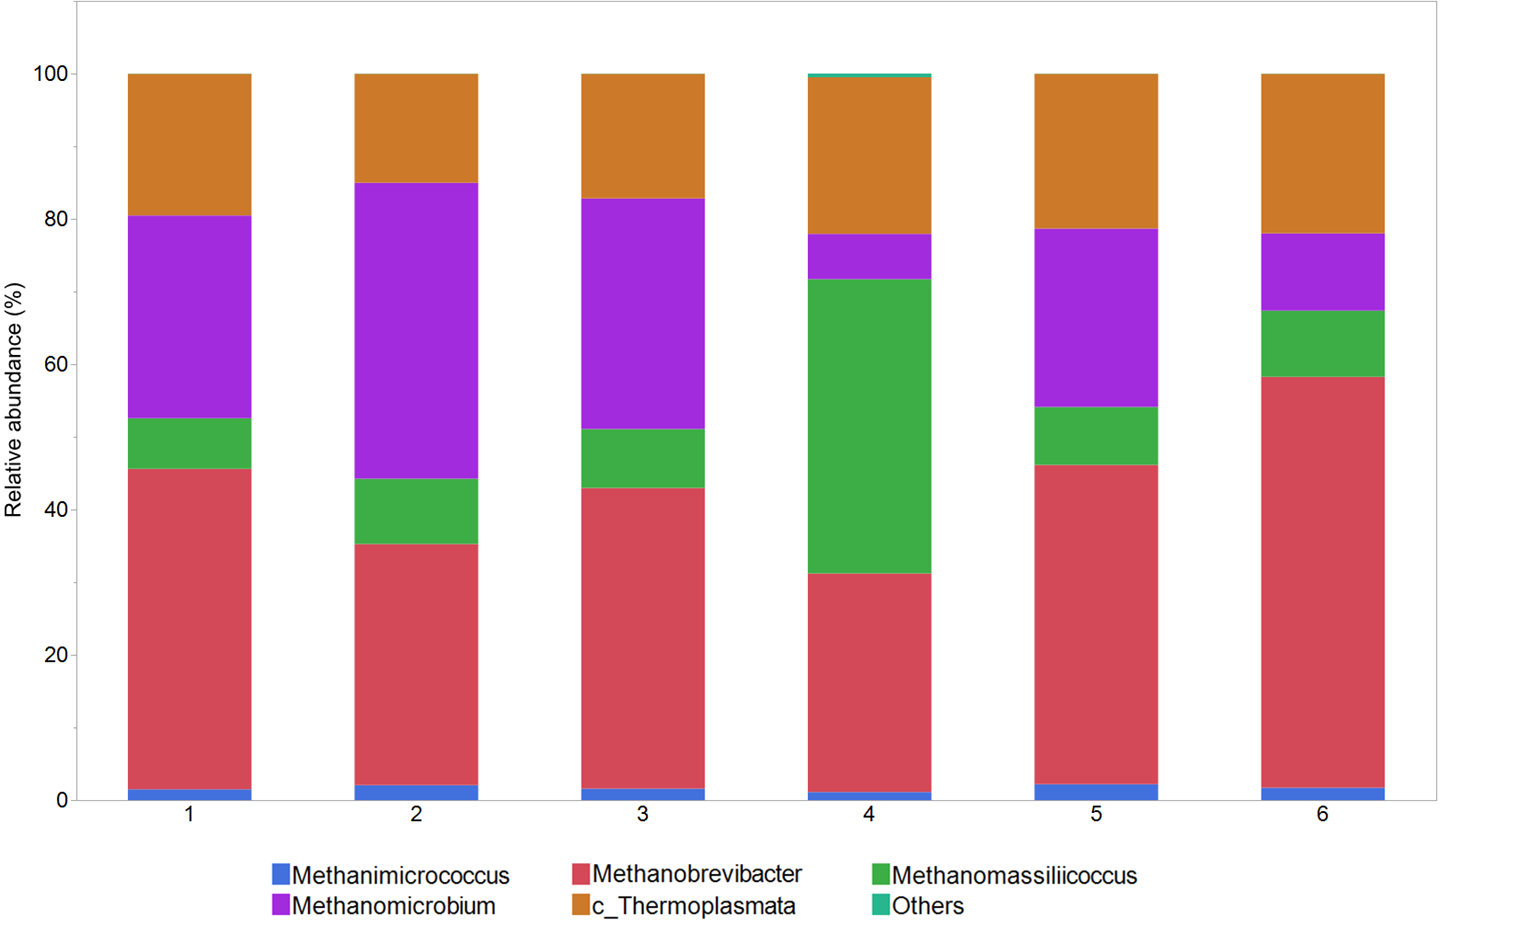 Relative abundance (%)
100
80
60
40
20
0
1 2 3 4 5 6
Methanimicrococcus Methanobrevibacter Methanomassiliicoccus
Methanomicrobium c_Thermoplasmata Others